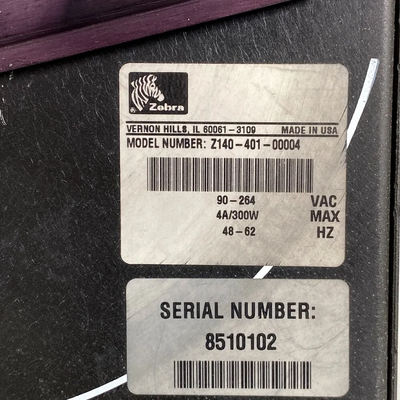 Zebra
VERNON HILLS, IL 60061-3109 MADE IN USA
MODEL NUMBER: Z140-401-00004
90-264 VAC
4A/300W MAX
48-62 HZ
SERIAL NUMBER:
8510102